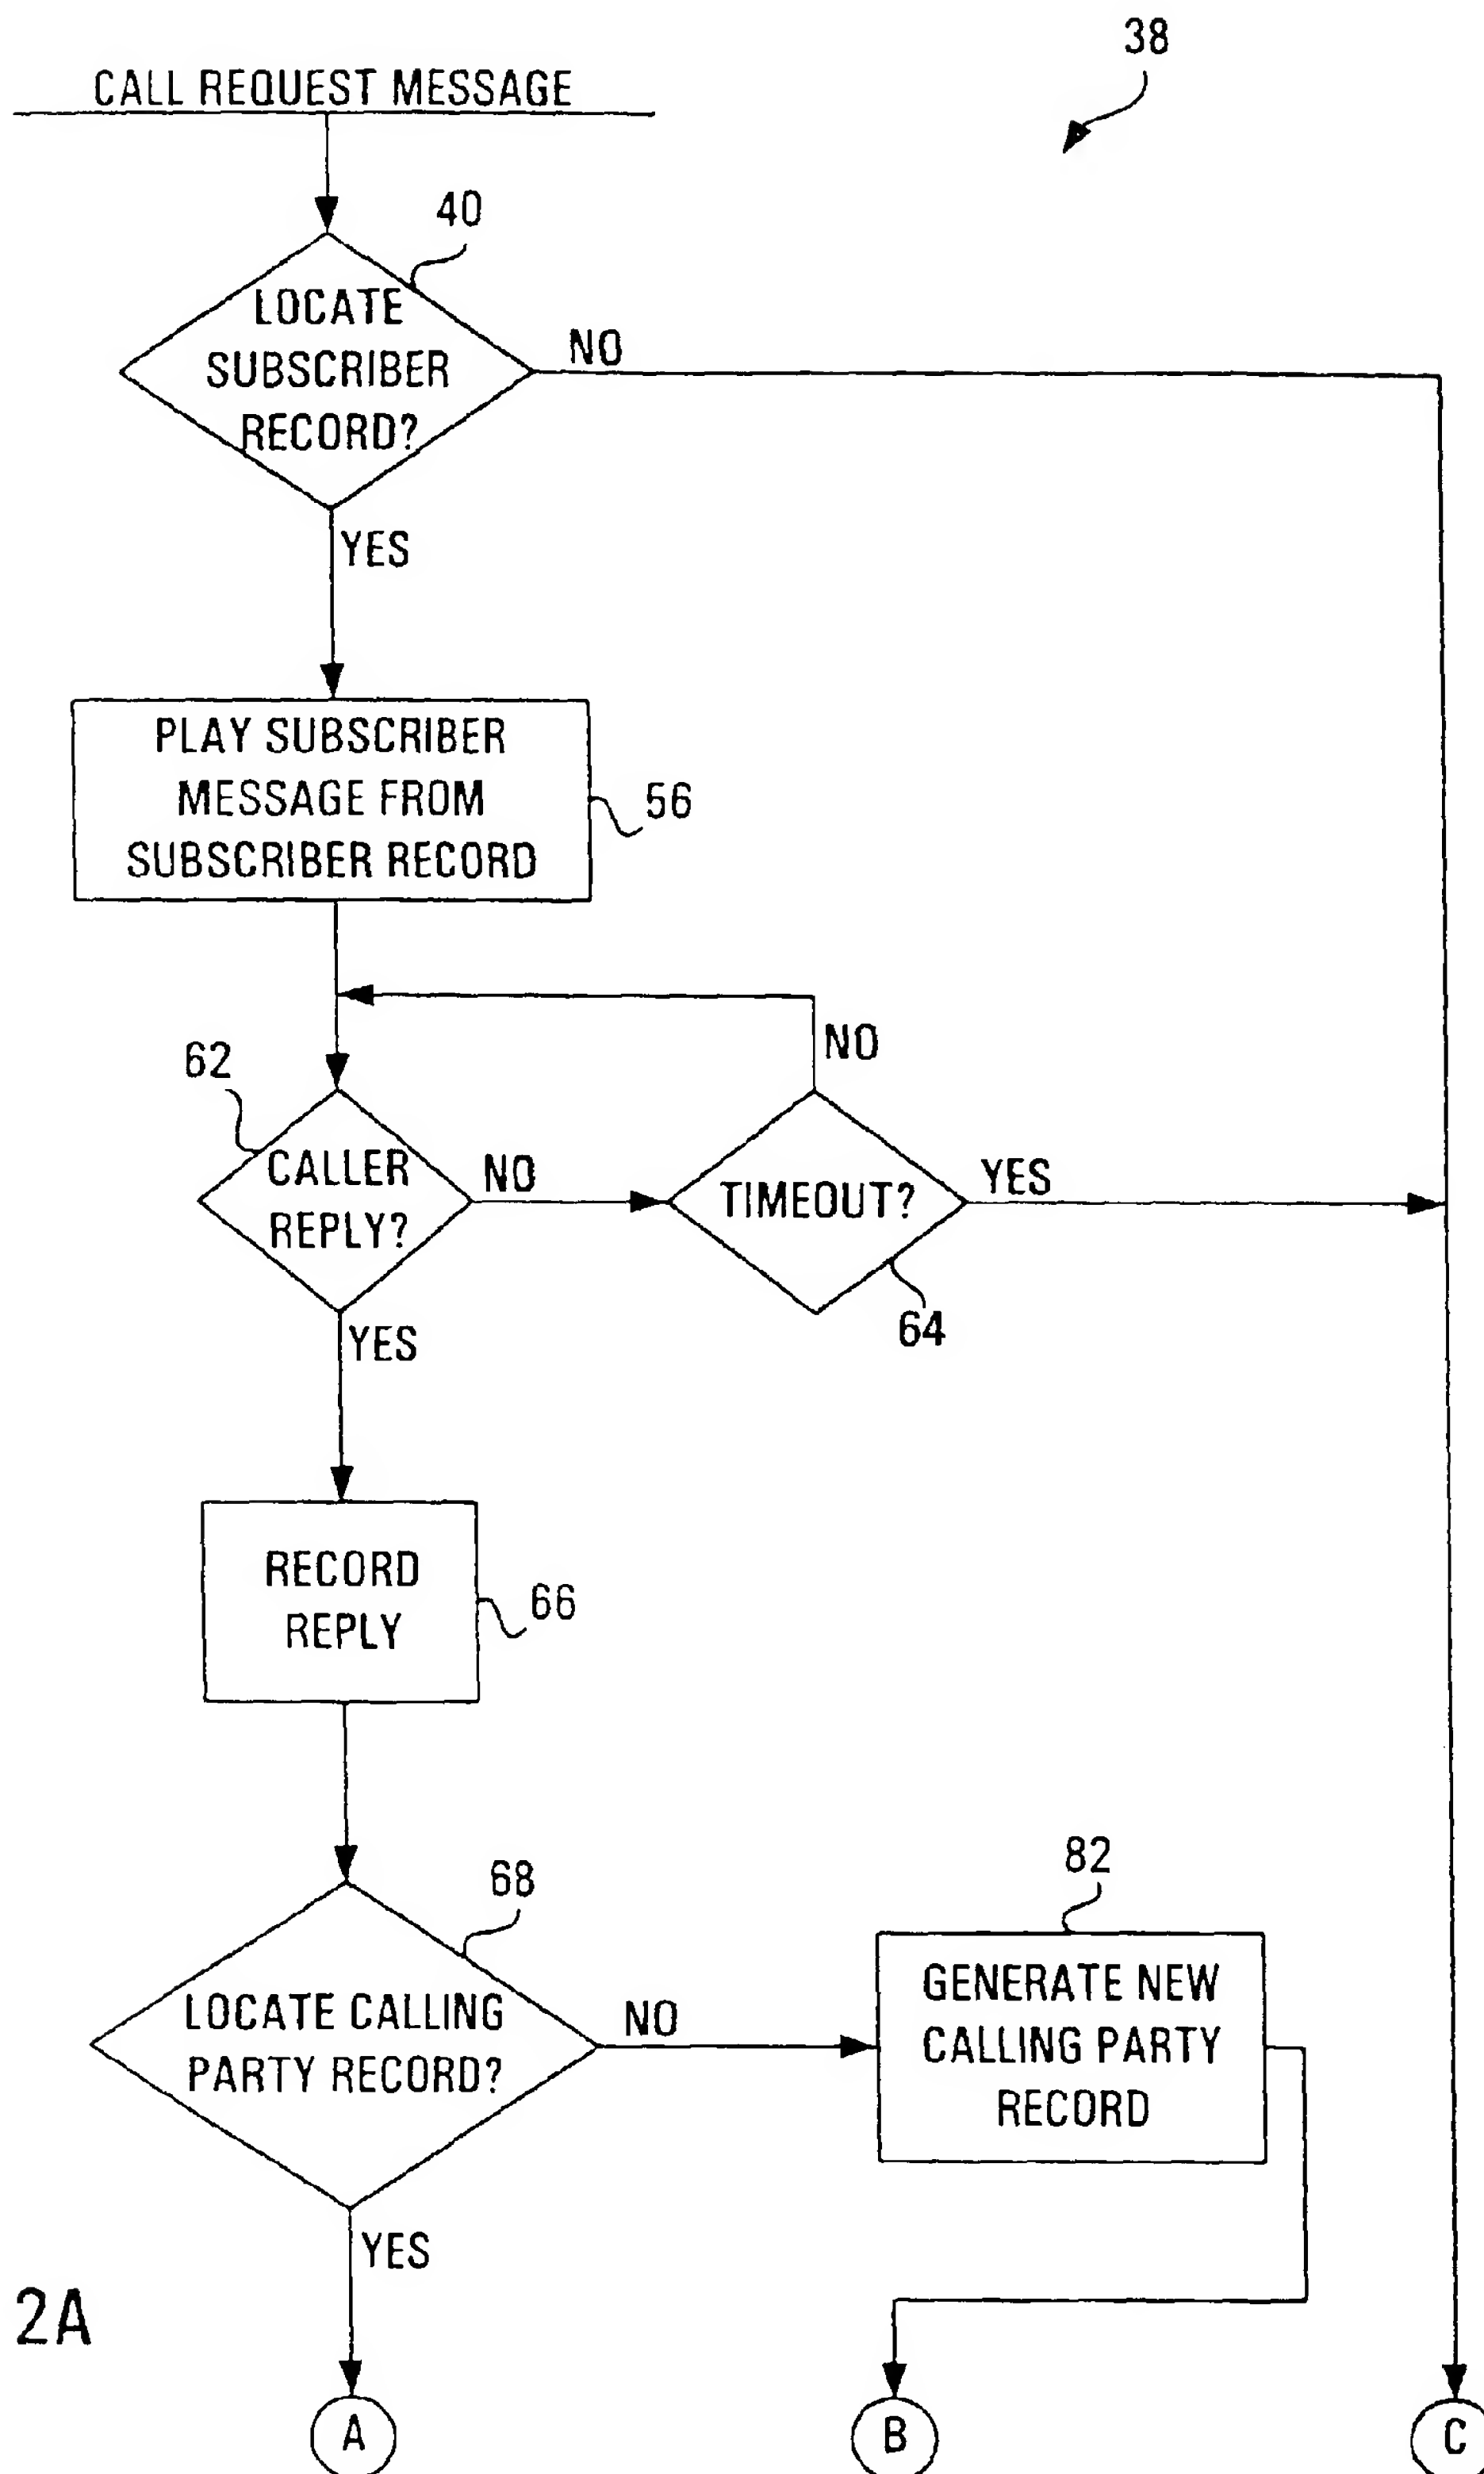 38
CALL REQUEST MESSAGE
40
LOCATE
SUBSCRIBER
RECORD?
NO
YES
PLAY SUBSCRIBER
MESSAGE FROM
SUBSCRIBER RECORD
56
NO
62
CALLER
REPLY?
NO
TIMEOUT?
YES
64
YES
RECORD
REPLY
66
68
LOCATE CALLING
PARTY RECORD?
NO
82
GENERATE NEW
CALLING PARTY
RECORD
YES
2A
A
B
C